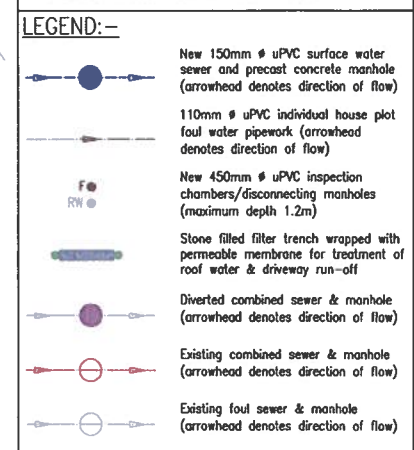 LEGEND:-
New 150mm ø uPVC surface water
sewer and precast concrete manhole
(arrowhead denotes direction of flow)
110mm ø uPVC individual house plot
foul water pipework (arrowhead
denotes direction of flow)
F
RW
New 450mm ø uPVC inspection
chambers/disconnecting manholes
(maximum depth 1.2m)
Stone filled filter trench wrapped with
permeable membrane for treatment of
roof water & driveway run-off
Diverted combined sewer & manhole
(arrowhead denotes direction of flow)
Existing combined sewer & manhole
(arrowhead denotes direction of flow)
Existing foul sewer & manhole
(arrowhead denotes direction of flow)